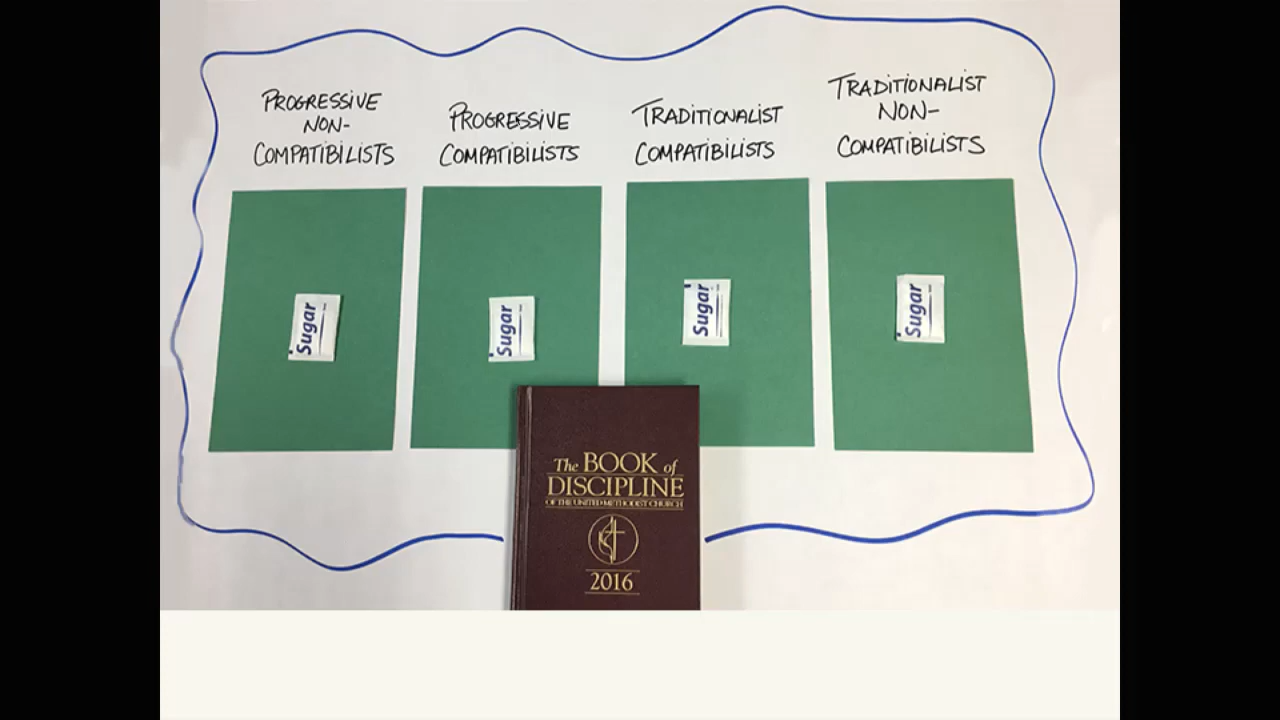 PROGRESSIVE
NON-
COMPATIBILISTS
PROGRESSIVE
COMPATIBILISTS
TRADITIONALIST
COMPATIBILISTS
TRADITIONALIST
NON-
COMPATIBILISTS
Sugar
Sugar
Sugar
Sugar
The BOOK of
DISCIPLINE
OF THE UNITED METHODIST CHURCH
2016